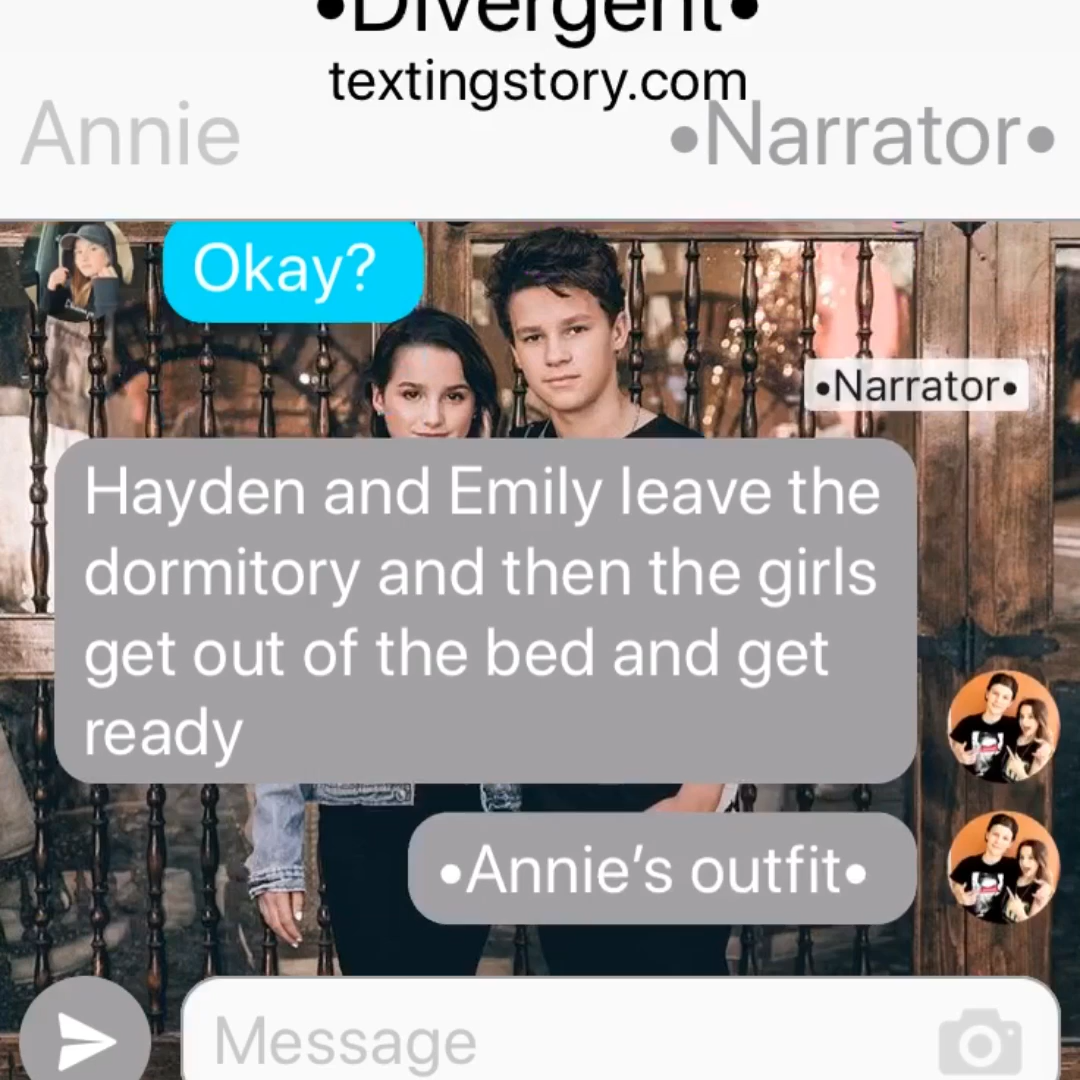 •Divergent•
textingstory.com
Annie
•Narrator•
Okay?
•Narrator•
Hayden and Emily leave the
dormitory and then the girls
get out of the bed and get
ready
•Annie’s outfit•
Message